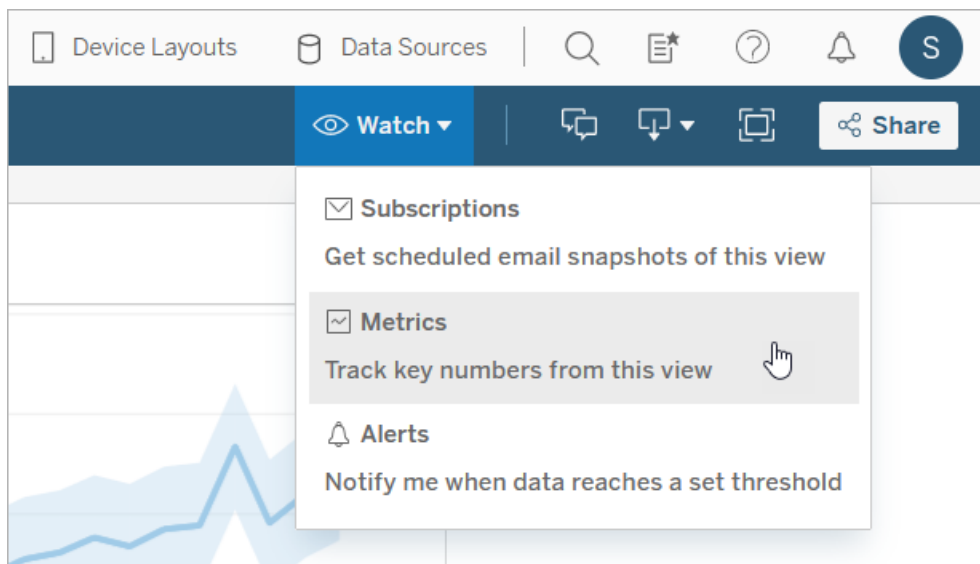 Device Layouts
Data Sources
S
Watch
Share
Subscriptions
Get scheduled email snapshots of this view
Metrics
Track key numbers from this view
Alerts
Notify me when data reaches a set threshold